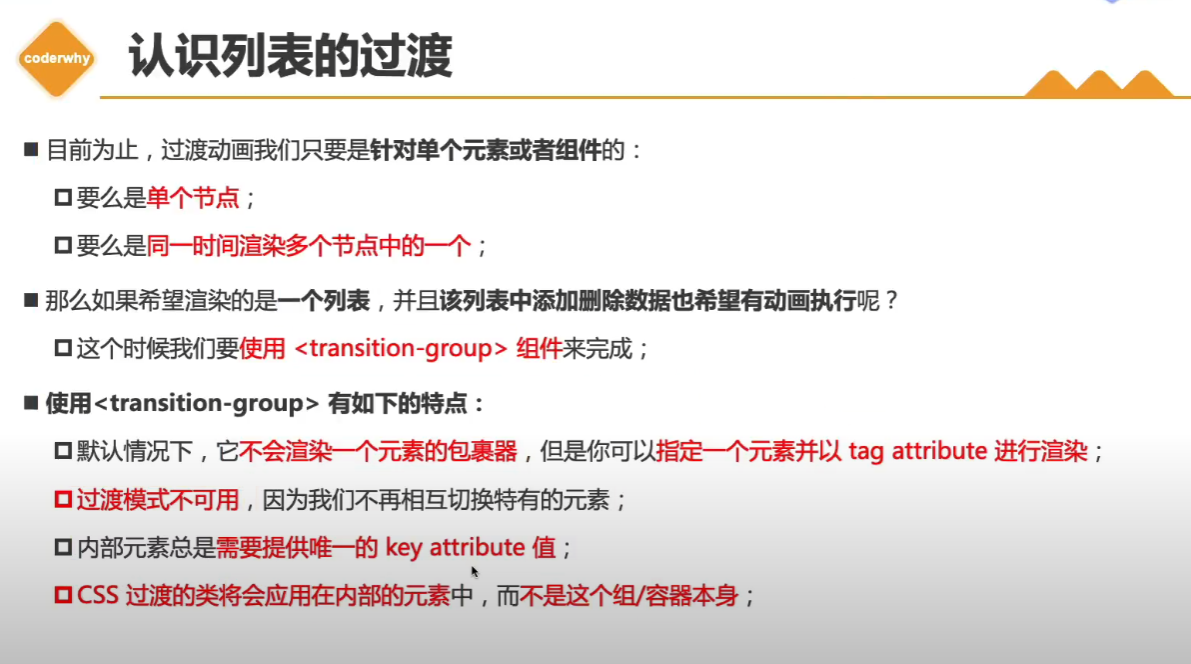 coderwhy
认识列表的过渡
目前为止，过渡动画我们只要是针对单个元素或者组件的：
要么是单个节点；
要么是同一时间渲染多个节点中的一个；
那么如果希望渲染的是一个列表，并且该列表中添加删除数据也希望有动画执行呢？
这个时候我们要使用 <transition-group> 组件来完成；
使用<transition-group> 有如下的特点：
默认情况下，它不会渲染一个元素的包裹器，但是你可以指定一个元素并以 tag attribute 进行渲染；
过渡模式不可用，因为我们不再相互切换特有的元素；
内部元素总是需要提供唯一的 key attribute 值；
CSS 过渡的类将会应用在内部的元素中，而不是这个组/容器本身；